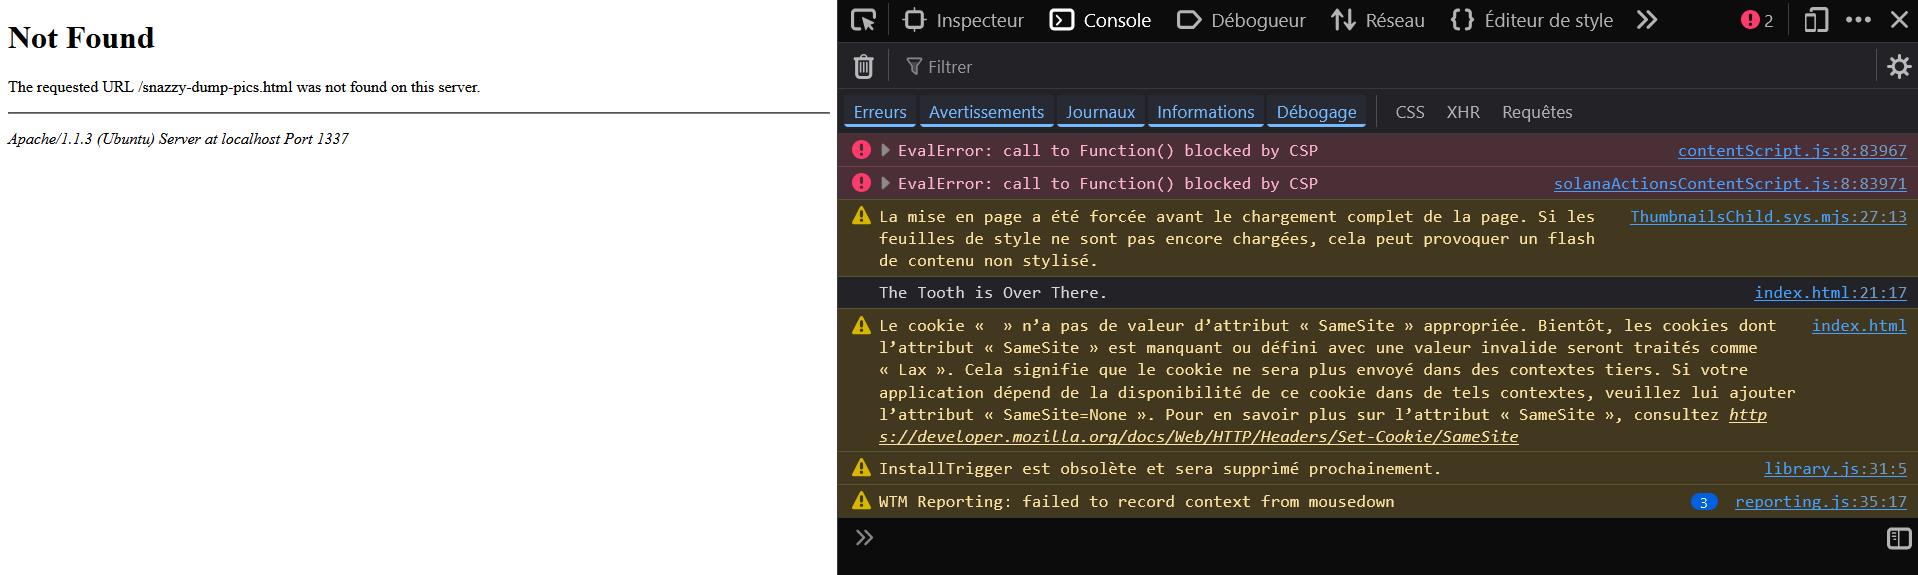 Not Found
The requested URL /snazzy-dump-pics.html was not found on this server.
Apache/1.1.3 (Ubuntu) Server at localhost Port 1337
Inspecteur Console Débogueur Réseau Éditeur de style 2
Filtrer
Erreurs Avertissements Journaux Informations Débogage CSS XHR Requêtes
EvalError: call to Function() blocked by CSP contentScript.js:8:83967
EvalError: call to Function() blocked by CSP solanaActionsContentScript.js:8:83971
La mise en page a été forcée avant le chargement complet de la page. Si les ThumbnailsChild.sys.mjs:27:13
feuilles de style ne sont pas encore chargées, cela peut provoquer un flash
de contenu non stylisé.
The Tooth is Over There. index.html:21:17
Le cookie «  » n’a pas de valeur d’attribut « SameSite » appropriée. Bientôt, les cookies dont index.html
l’attribut « SameSite » est manquant ou défini avec une valeur invalide seront traités comme
« Lax ». Cela signifie que le cookie ne sera plus envoyé dans des contextes tiers. Si votre
application dépend de la disponibilité de ce cookie dans de tels contextes, veuillez lui ajouter
l’attribut « SameSite=None ». Pour en savoir plus sur l’attribut « SameSite », consultez http
s://developer.mozilla.org/docs/Web/HTTP/Headers/Set-Cookie/SameSite
InstallTrigger est obsolète et sera supprimé prochainement. library.js:31:5
WTM Reporting: failed to record context from mousedown 3 reporting.js:35:17